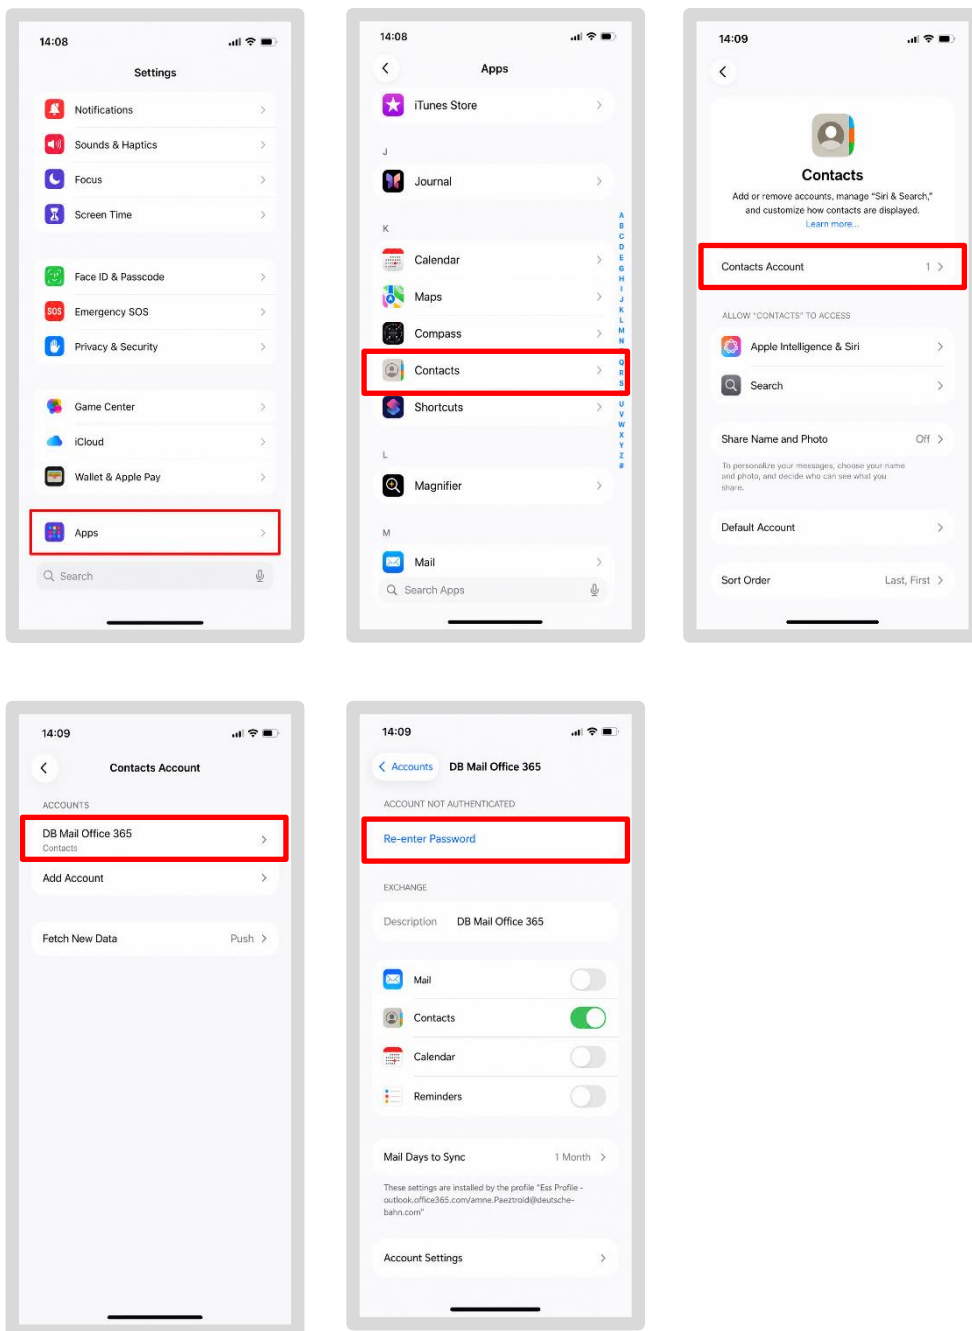 14:08
Settings
Notifications
Sounds & Haptics
Focus
Screen Time
Face ID & Passcode
SOS
Emergency SOS
Privacy & Security
Game Center
iCloud
Wallet & Apple Pay
Apps
Search
14:08
Apps
iTunes Store
J
Journal
K
Calendar
Maps
Compass
Contacts
Shortcuts
L
Magnifier
M
Mail
Search Apps
A
B
C
D
E
G
H
I
J
K
L
M
N
Q
R
S
U
V
W
X
Y
Z
#
14:09
Contacts
Add or remove accounts, manage "Siri & Search,"
and customize how contacts are displayed.
Learn more...
Contacts Account 1
ALLOW "CONTACTS" TO ACCESS
Apple Intelligence & Siri
Search
Share Name and Photo Off
To personalize your messages, choose your name
and photo, and decide who can see what you
share.
Default Account
Sort Order Last, First
14:09
Contacts Account
ACCOUNTS
DB Mail Office 365
Contacts
Add Account
Fetch New Data Push
14:09
Accounts DB Mail Office 365
ACCOUNT NOT AUTHENTICATED
Re-enter Password
EXCHANGE
Description DB Mail Office 365
Mail
Contacts
Calendar
Reminders
Mail Days to Sync 1 Month
These settings are installed by the profile "Ess Profile -
outlook.office365.com/amne.Paeztrold@deutsche-
bahn.com"
Account Settings